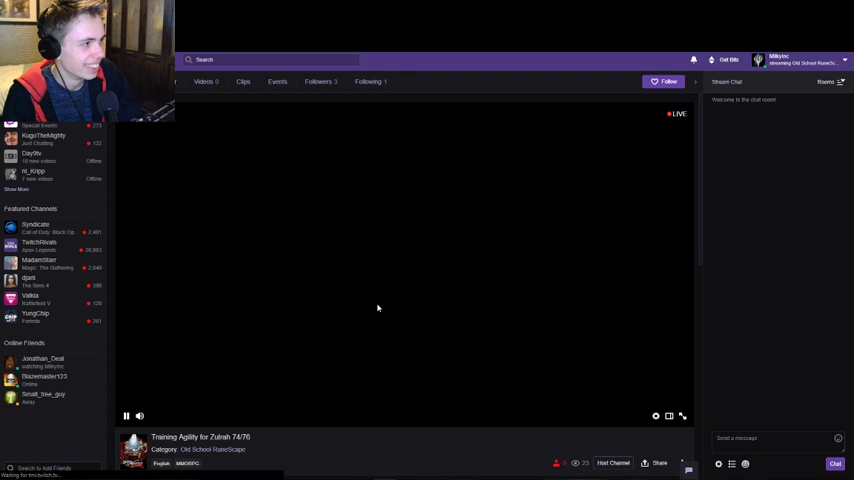 Search
Get Bits
MilkyInc
streaming Old School RuneSc...
Videos 0
Clips
Events
Followers 3
Following 1
Follow
Stream Chat
Rooms
Welcome to the chat room!
LIVE
Special Events
273
KugoTheMighty
Just Chatting
122
Day9tv
10 new videos
Offline
nl_Kripp
7 new videos
Offline
Show More
Featured Channels
Syndicate
Call of Duty: Black Op...
2,491
TwitchRivals
Apex Legends
MadamStarr
Magic: The Gathering
2,040
djarii
The Sims 4
Valkia
Battlefield V
120
YungChip
Fortnite
261
Online Friends
Jonathan_Deal
watching MilkyInc
Blazemaster123
Online
Small_tree_guy
Away
Search to Add Friends
Waiting for tmi.twitch.tv...
Training Agility for Zulrah 74/76
Category: Old School RuneScape
English
MMORPG
0
23
Host Channel
Share
Send a message
Chat